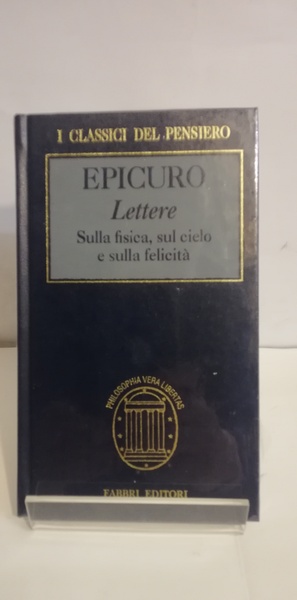 I CLASSICI DEL PENSIERO
EPICURO
Lettere
Sulla fisica, sul cielo
e sulla felicità
PHILOSOPHIA VERA LIBERTAS
FABBRI EDITORI